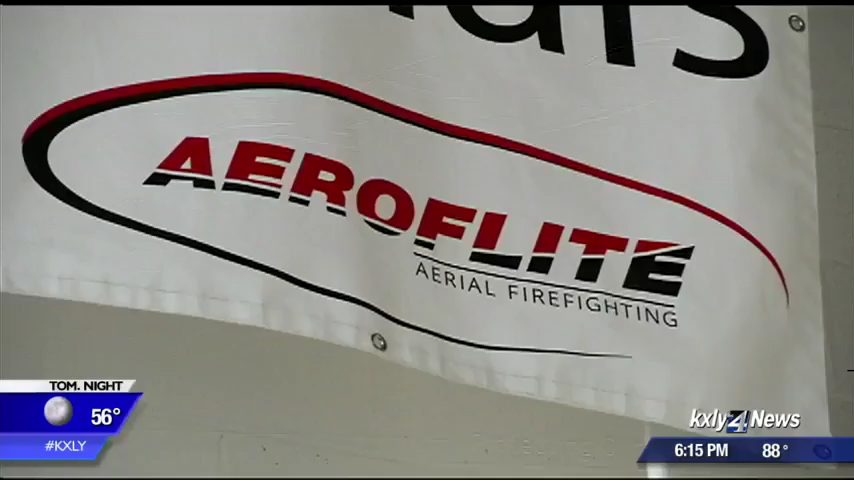 AEROFLITE
AERIAL FIREFIGHTING
TOM. NIGHT
56°
#KXLY
kxly4 News
6:15 PM 88°